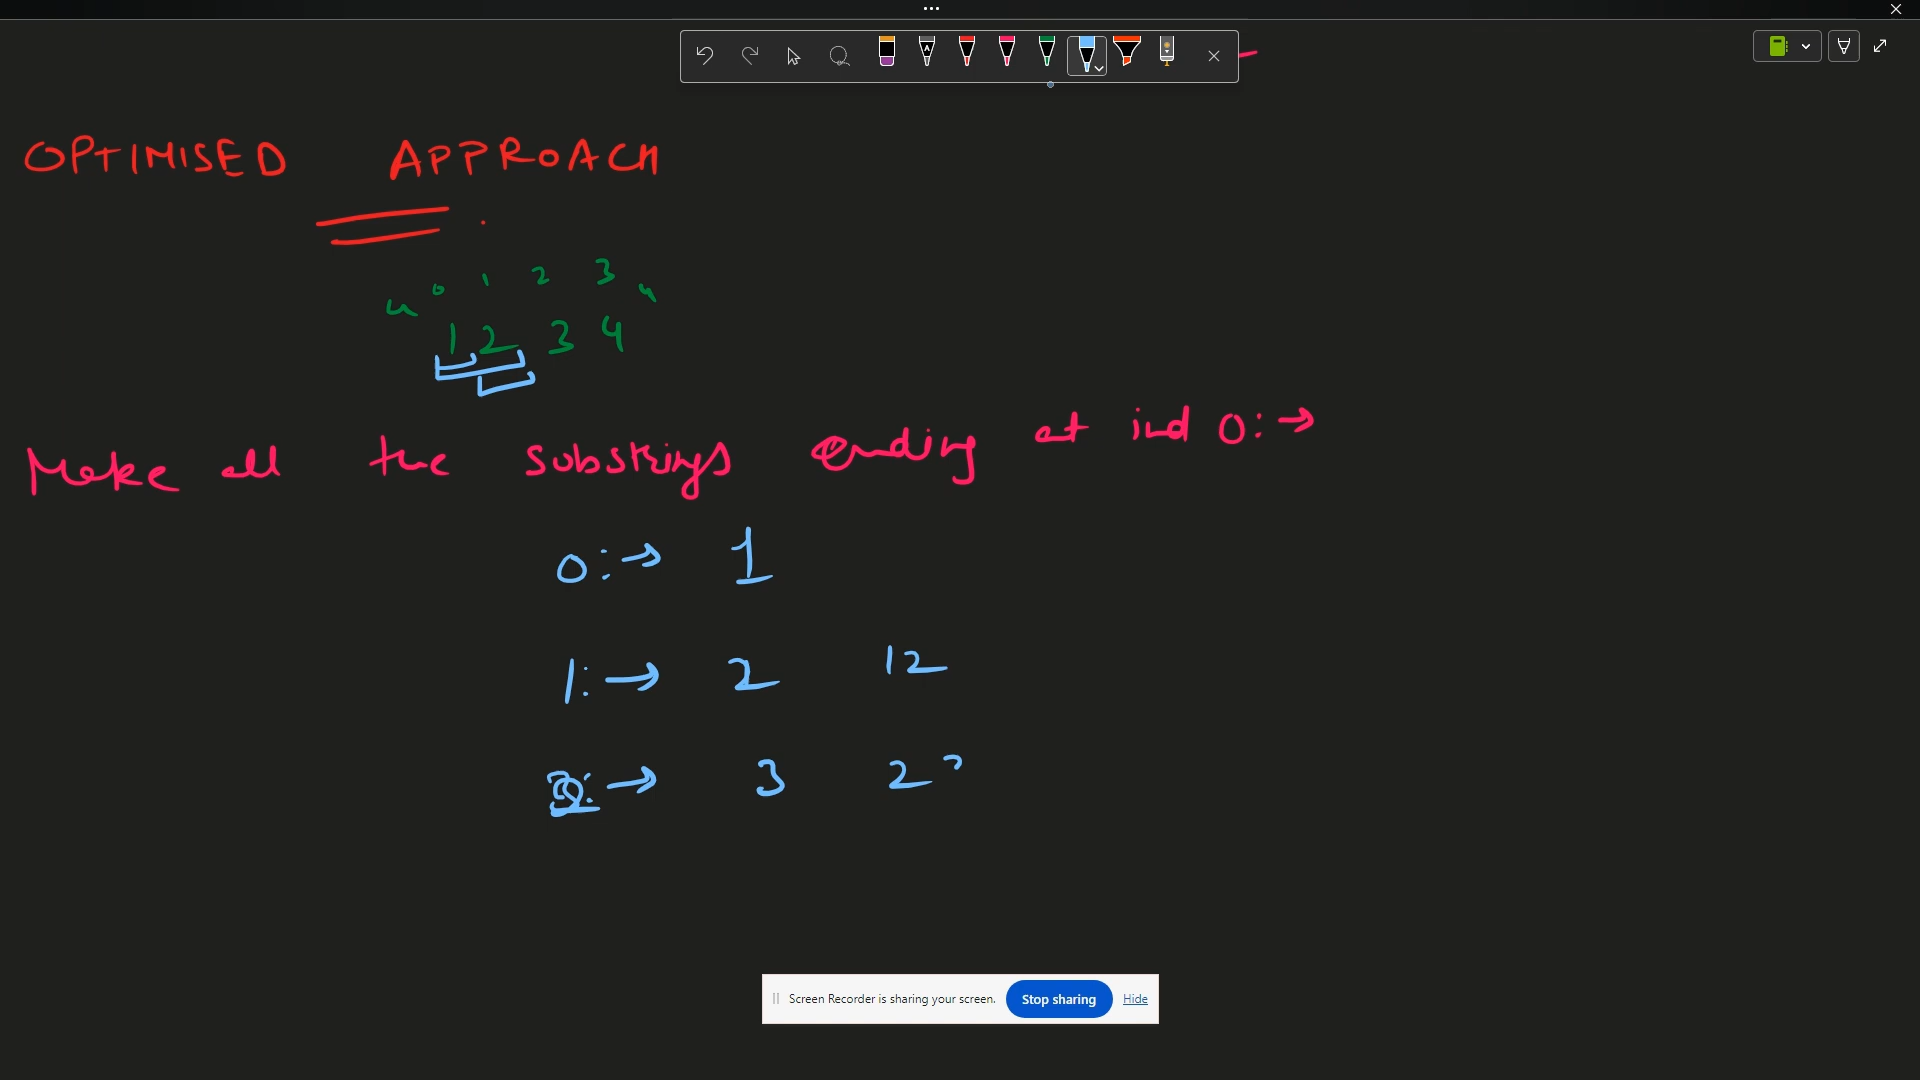 OPTIMISED APPROACH
0 1 2 3
" 1 2 3 4 "
Make all the substrings ending at ind 0:→
0:→ 1
1:→ 2 12
2:→ 3 2
Screen Recorder is sharing your screen. Stop sharing Hide